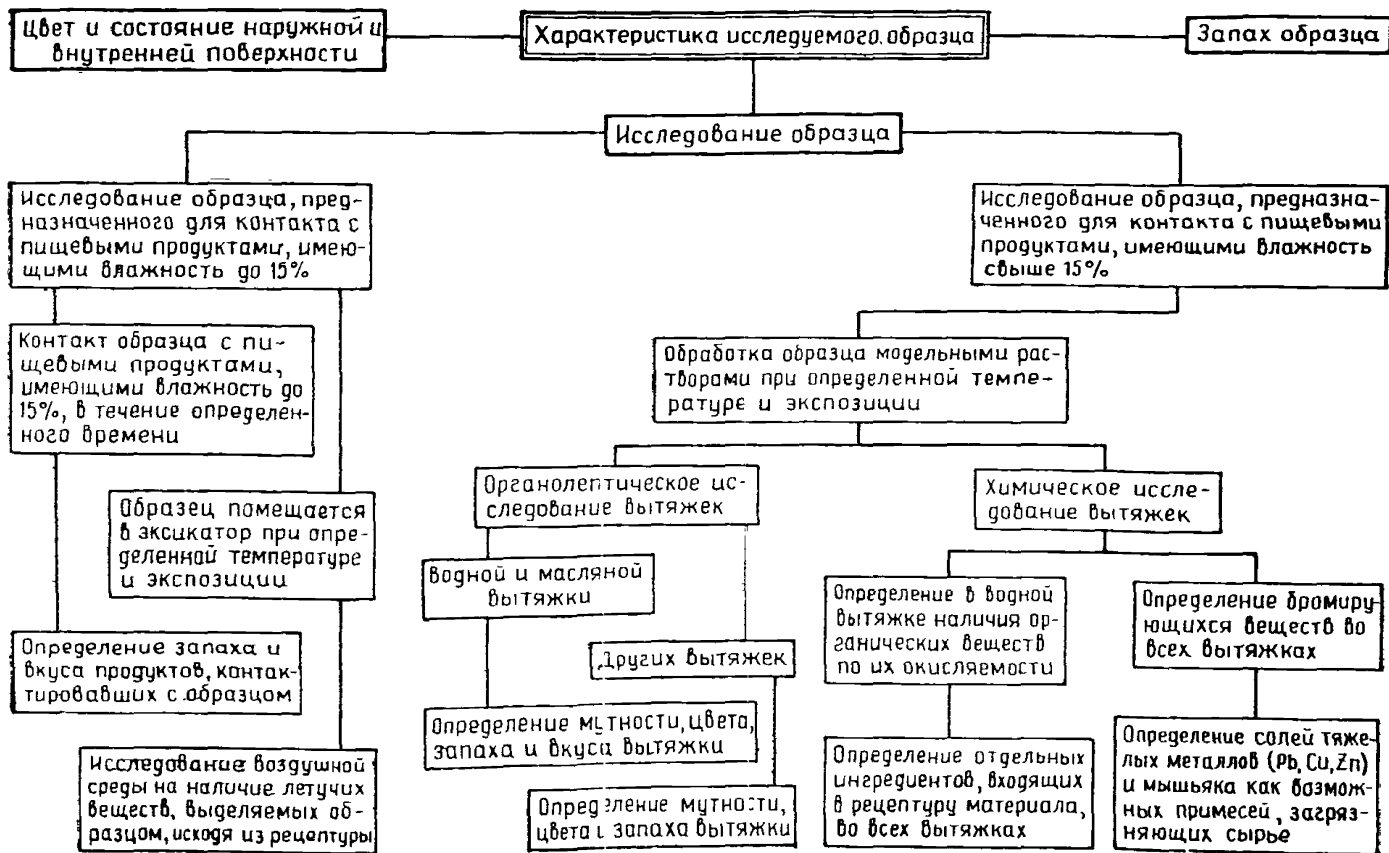 Цвет и состояние наружной и
внутренней поверхности
Характеристика исследуемого образца
Запах образца
Исследование образца
Исследование образца, пред-
назначенного для контакта с
пищевыми продуктами, имею-
щими влажность до 15%
Исследование образца, предназна-
ченного для контакта с пищевыми
продуктами, имеющими влажность
свыше 15%
Контакт образца с пи-
щевыми продуктами,
имеющими влажность до
15%, в течение определен-
ного времени
Обработка образца модельными рас-
творами при определенной темпе-
ратуре и экспозиции
Образец помещается
в эксикатор при опре-
деленной температуре
и экспозиции
Органолептическое ис-
следование вытяжек
Химическое иссле-
дование вытяжек
Водной и масляной
вытяжки
Определение в водной
вытяжке наличия ор-
ганических веществ
по их окисляемости
Определение бромиру-
ющихся веществ во
всех вытяжках
Определение запаха и
вкуса продуктов, контак-
тировавших с образцом
Других вытяжек
Определение мутности, цвета,
запаха и вкуса вытяжки
Исследование воздушной
среды на наличие летучих
веществ, выделяемых об-
разцом, исходя из рецептуры
Определение мутности,
цвета и запаха вытяжки
Определение отдельных
ингредиентов, входящих
в рецептуру материала,
во всех вытяжках
Определение солей тяже-
лых металлов (Pb, Cu, Zn)
и мышьяка как возмож-
ных примесей, загряз-
няющих сырье